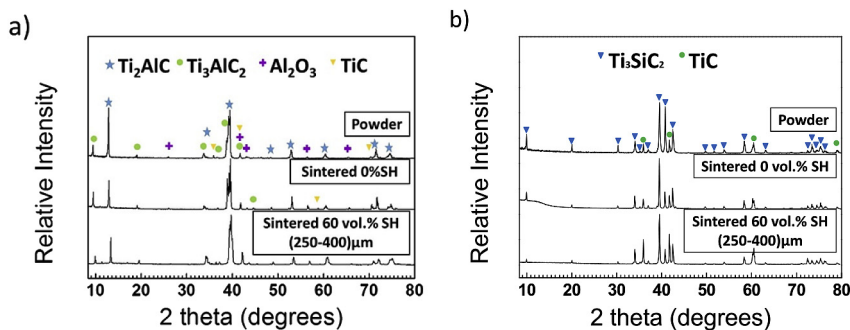 a)
Relative Intensity
Ti₂AlC Ti₃AlC₂ Al₂O₃ TiC
Powder
Sintered 0%SH
Sintered 60 vol.% SH
(250-400)μm
10 20 30 40 50 60 70 80
2 theta (degrees)
b)
Relative Intensity
Ti₃SiC₂ TiC
Powder
Sintered 0 vol.% SH
Sintered 60 vol.% SH
(250-400)μm
10 20 30 40 50 60 70 80
2 theta (degrees)